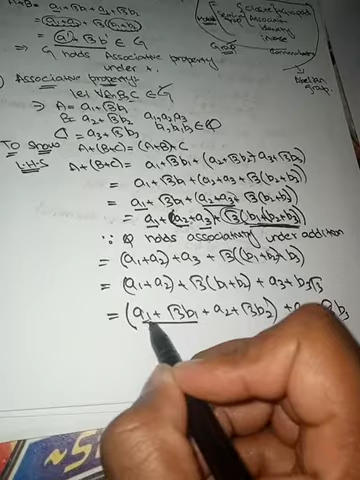 A+B = a₁+√3b₁ + a₂+√3
= a₁+a₂ + √3(b₁+b₂)
= a' + √3b' ∈ G
⇒ G holds Associative property
under +.
Associative property:
let ∀ A,B,C ∈ G
⇒ A = a₁+√3b₁
B = a₂+√3b₂ a₁,a₂,a₃
C = a₃+√3b₃ b₁,b₂,b₃ ∈ Q
To show A+(B+C) = (A+B)+C
L.H.S A+(B+C) = a₁+√3b₁ + (a₂+√3b₂+a₃+√3b₃)
= a₁+√3b₁ + (a₂+a₃+√3(b₂+b₃))
= a₁+√3b₁+(a₂+a₃)+√3(b₂+b₃)
= a₁+(a₂+a₃)+√3(b₁+b₂+b₃)
∵ Q holds associativity under addition
= (a₁+a₂)+a₃+√3((b₁+b₂)+b₃)
= (a₁+a₂)+√3(b₁+b₂)+a₃+b₃√3
= (a₁+√3b₁+a₂+√3b₂)+ b₃
closure
Associative
identity
inverse
Group
Commutative
Abelian
group.